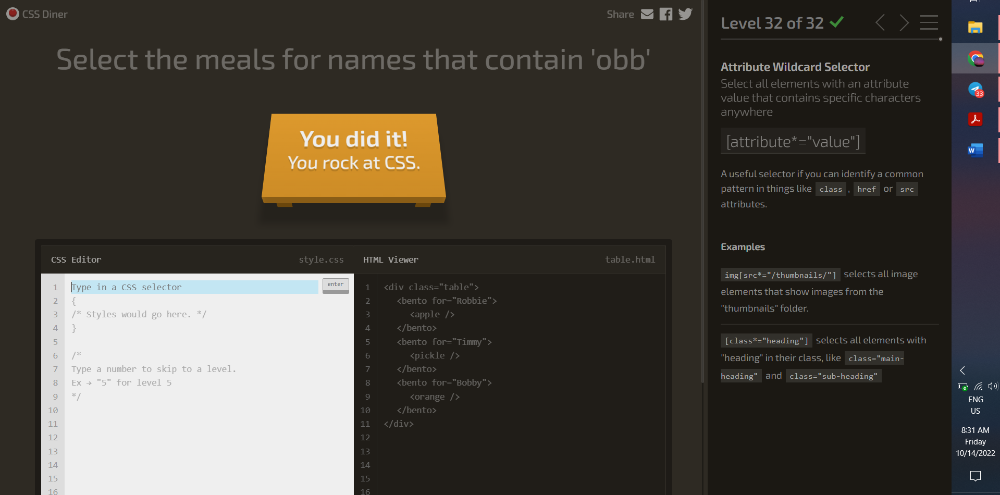 CSS Diner
Share
Select the meals for names that contain 'obb'
You did it!
You rock at CSS.
CSS Editor
style.css
1 Type in a CSS selector
enter
2 {
3 /* Styles would go here. */
4 }
5
6 /*
7 Type a number to skip to a level.
8 Ex → "5" for level 5
9 */
10
11
12
13
14
15
16
HTML Viewer
table.html
1 <div class="table">
2 <bento for="Robbie">
3 <apple />
4 </bento>
5 <bento for="Timmy">
6 <pickle />
7 </bento>
8 <bento for="Bobby">
9 <orange />
10 </bento>
11 </div>
12
13
14
15
16
Level 32 of 32
Attribute Wildcard Selector
Select all elements with an attribute
value that contains specific characters
anywhere
[attribute*="value"]
A useful selector if you can identify a common
pattern in things like class , href or src
attributes.
Examples
img[src*="/thumbnails/"] selects all image
elements that show images from the
"thumbnails" folder.
[class*="heading"] selects all elements with
"heading" in their class, like class="main-
heading" and class="sub-heading"
33
W
ENG
US
8:31 AM
Friday
10/14/2022